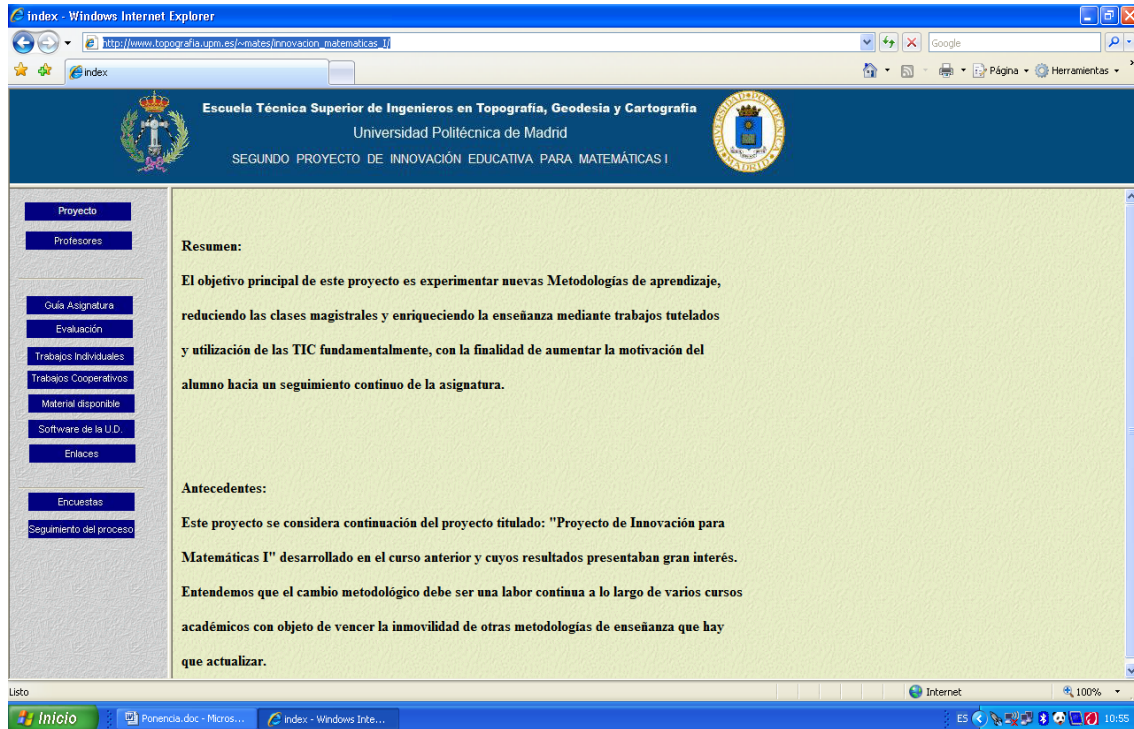 index - Windows Internet Explorer
http://www.topografia.upm.es/~mates/innovacion_matematicas_I/
Google
index
Página
Herramientas
Escuela Técnica Superior de Ingenieros en Topografía, Geodesia y Cartografía
Universidad Politécnica de Madrid
SEGUNDO PROYECTO DE INNOVACIÓN EDUCATIVA PARA MATEMÁTICAS I
Proyecto
Profesores
Guía Asignatura
Evaluación
Trabajos Individuales
Trabajos Cooperativos
Material disponible
Software de la U.D.
Enlaces
Encuestas
Seguimiento del proceso
Resumen:
El objetivo principal de este proyecto es experimentar nuevas Metodologías de aprendizaje,
reduciendo las clases magistrales y enriqueciendo la enseñanza mediante trabajos tutelados
y utilización de las TIC fundamentalmente, con la finalidad de aumentar la motivación del
alumno hacia un seguimiento continuo de la asignatura.
Antecedentes:
Este proyecto se considera continuación del proyecto titulado: "Proyecto de Innovación para
Matemáticas I" desarrollado en el curso anterior y cuyos resultados presentaban gran interés.
Entendemos que el cambio metodológico debe ser una labor continua a lo largo de varios cursos
académicos con objeto de vencer la inmovilidad de otras metodologías de enseñanza que hay
que actualizar.
Listo
Internet
100%
Inicio
Ponencia.doc - Micros...
index - Windows Inte...
ES
10:55